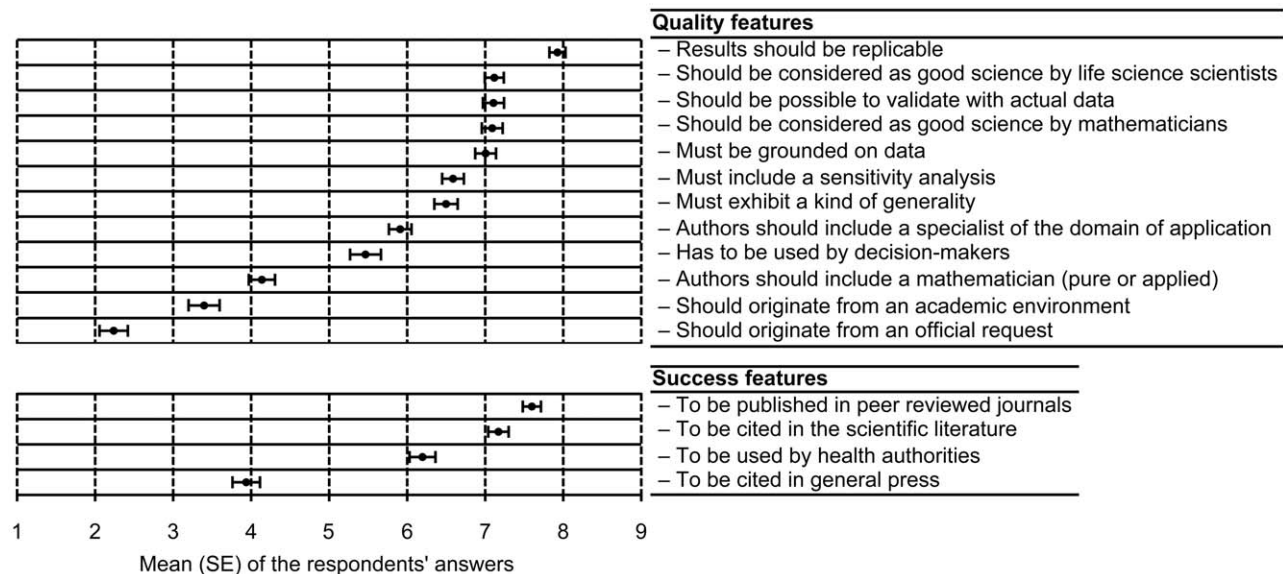 Quality features
– Results should be replicable
– Should be considered as good science by life science scientists
– Should be possible to validate with actual data
– Should be considered as good science by mathematicians
– Must be grounded on data
– Must include a sensitivity analysis
– Must exhibit a kind of generality
– Authors should include a specialist of the domain of application
– Has to be used by decision-makers
– Authors should include a mathematician (pure or applied)
– Should originate from an academic environment
– Should originate from an official request
Success features
– To be published in peer reviewed journals
– To be cited in the scientific literature
– To be used by health authorities
– To be cited in general press
1 2 3 4 5 6 7 8 9
Mean (SE) of the respondents' answers